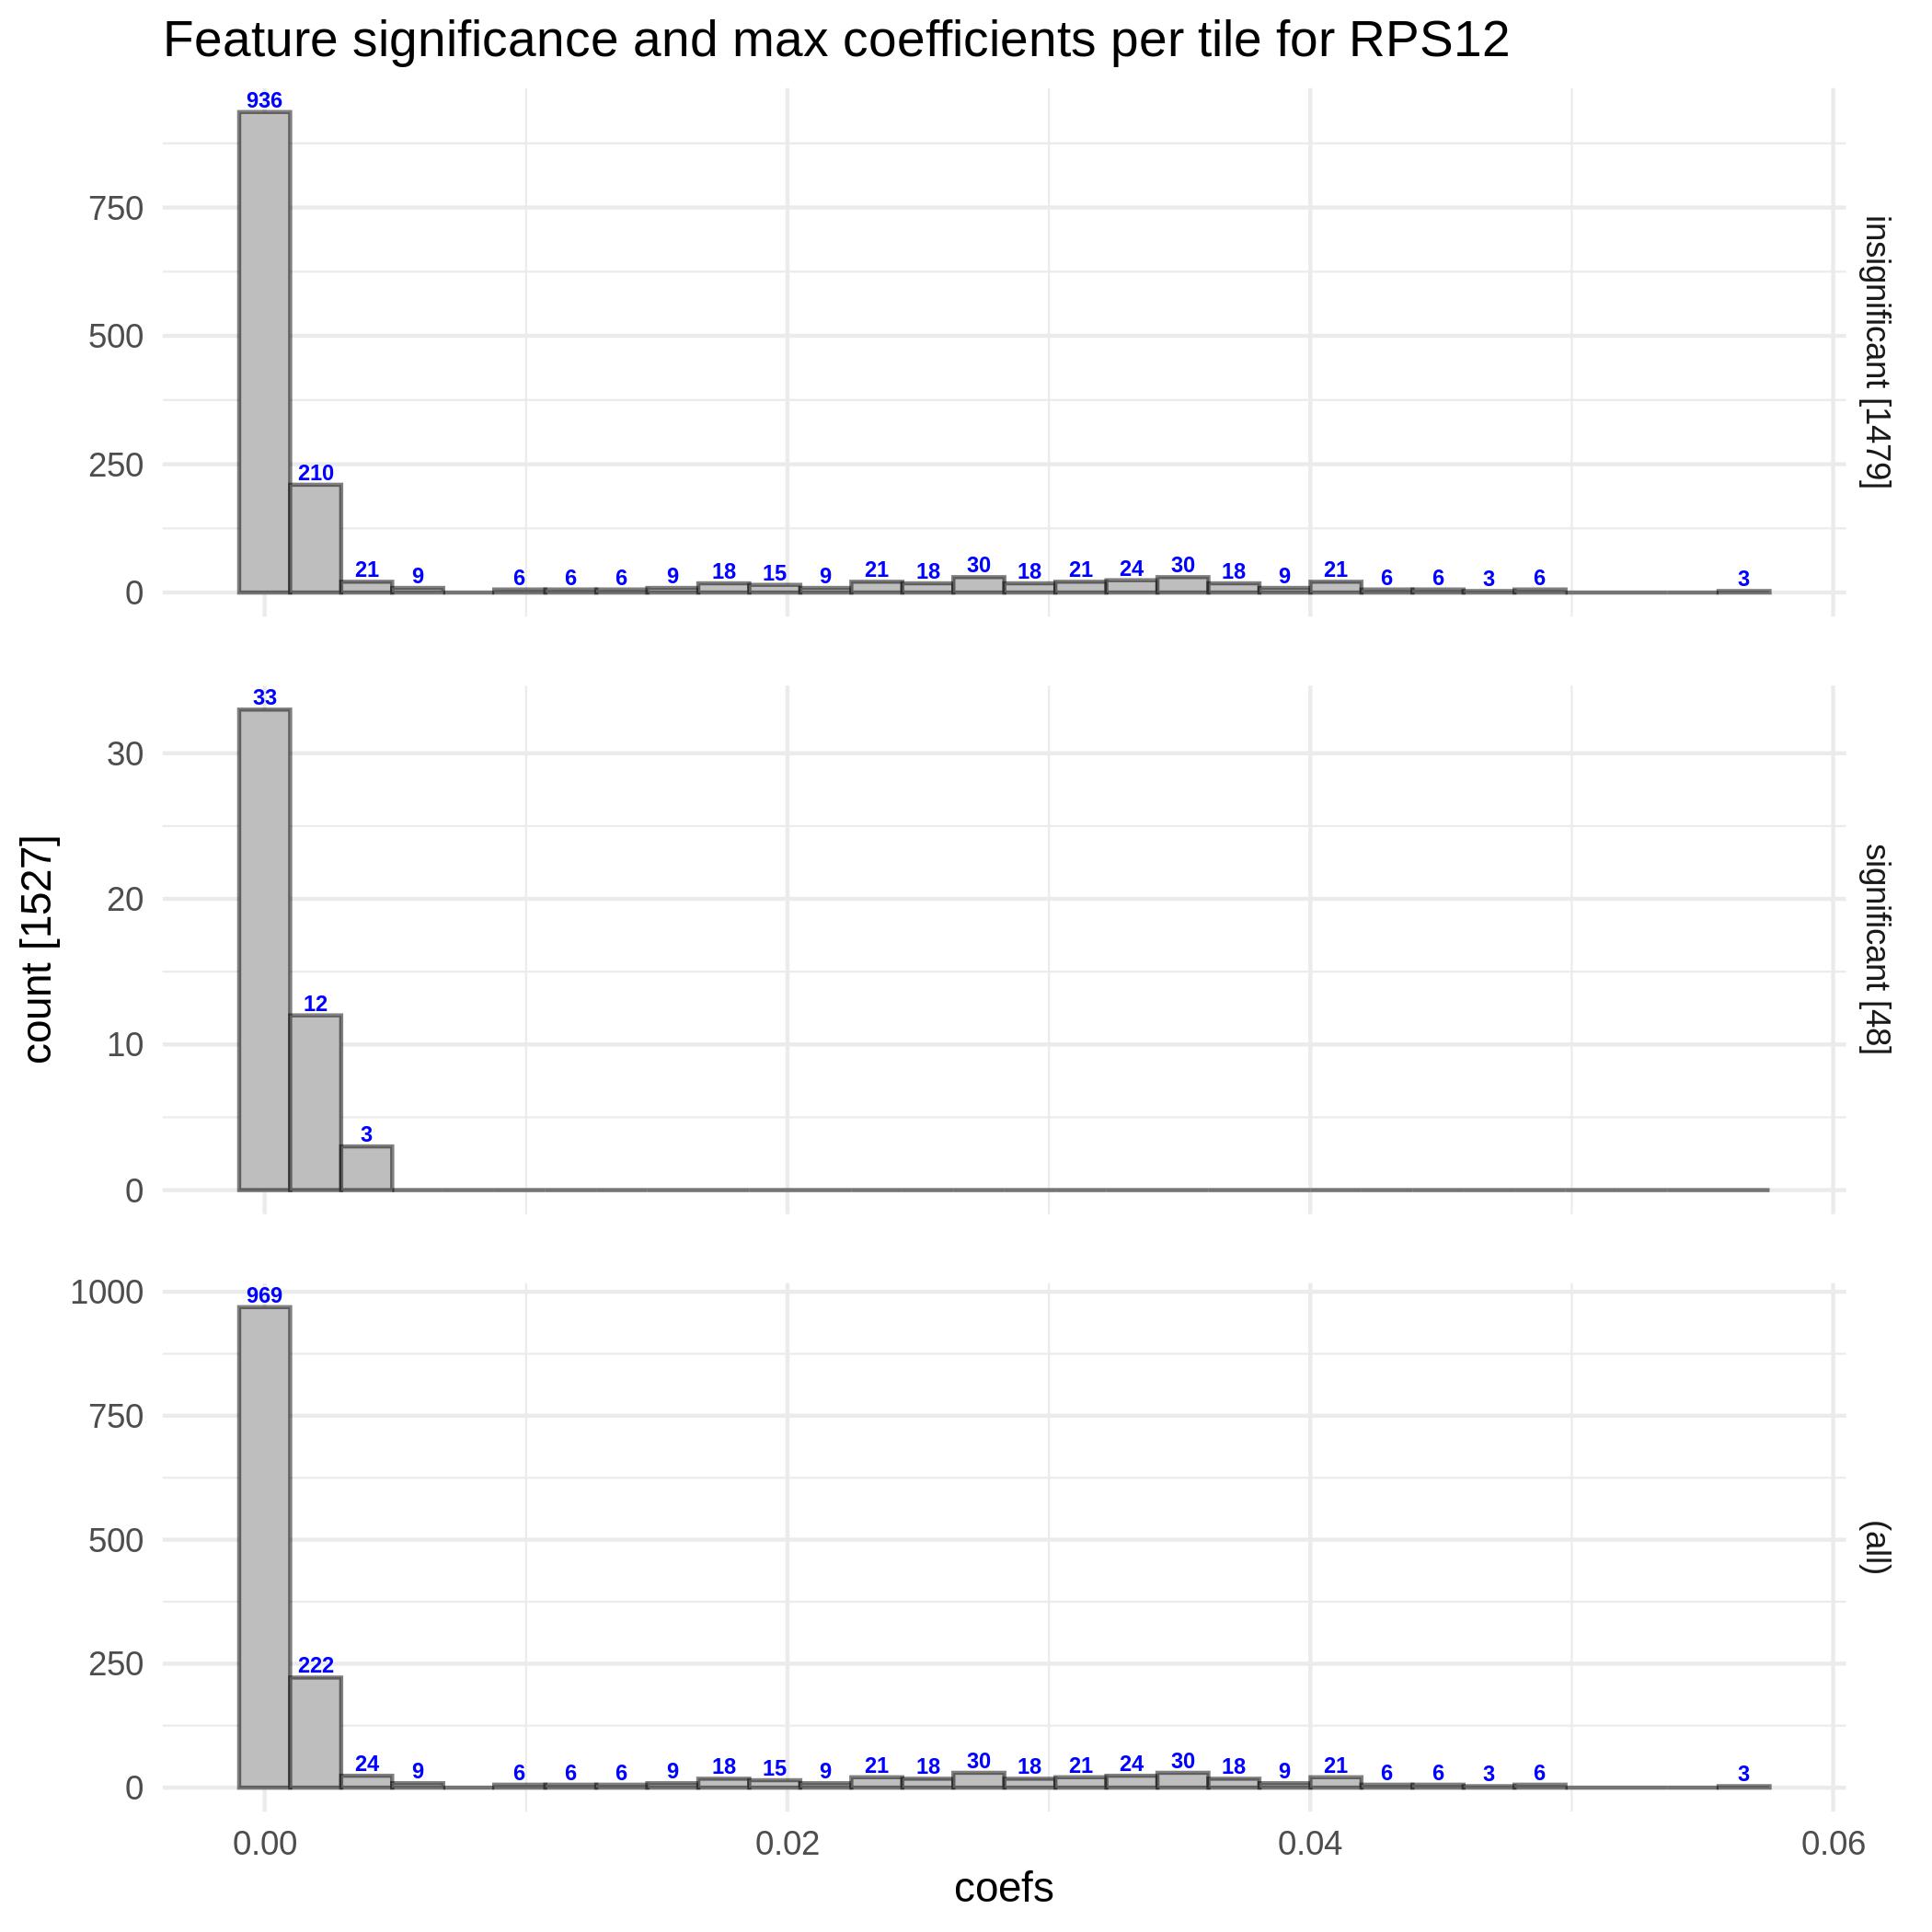 Feature significance and max coefficients per tile for RPS12
936
210
21 9 6 6 6 9 18 15 9 21 18 30 18 21 24 30 18 9 21 6 6 3 6 3
750
500
250
0
insignificant [1479]
33
12
3
30
20
10
0
significant [48]
count [1527]
969
222
24 9 6 6 6 9 18 15 9 21 18 30 18 21 24 30 18 9 21 6 6 3 6 3
1000
750
500
250
0
(all)
0.00 0.02 0.04 0.06
coefs